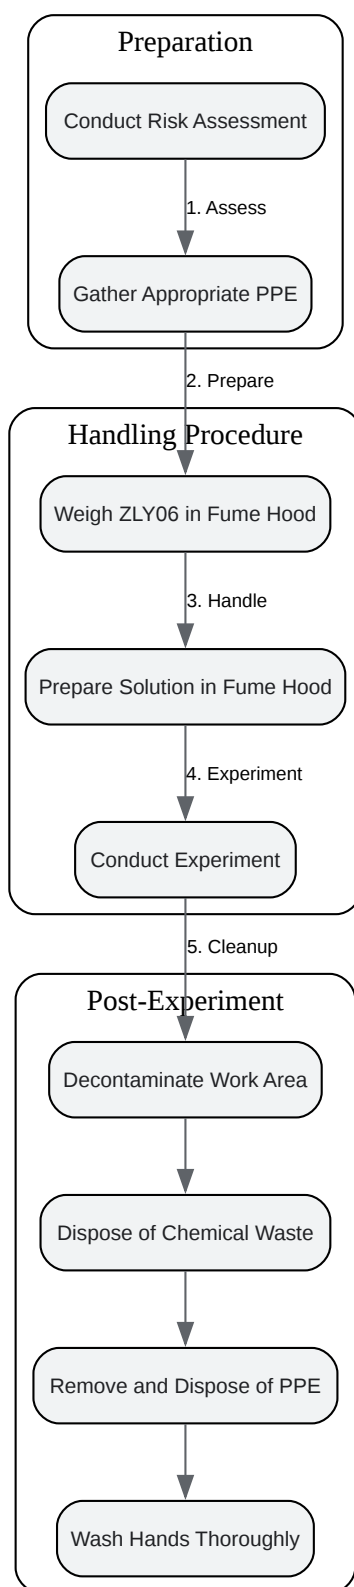 Preparation
Conduct Risk Assessment
1. Assess
Gather Appropriate PPE
2. Prepare
Handling Procedure
Weigh ZLY06 in Fume Hood
3. Handle
Prepare Solution in Fume Hood
4. Experiment
Conduct Experiment
5. Cleanup
Post-Experiment
Decontaminate Work Area
Dispose of Chemical Waste
Remove and Dispose of PPE
Wash Hands Thoroughly